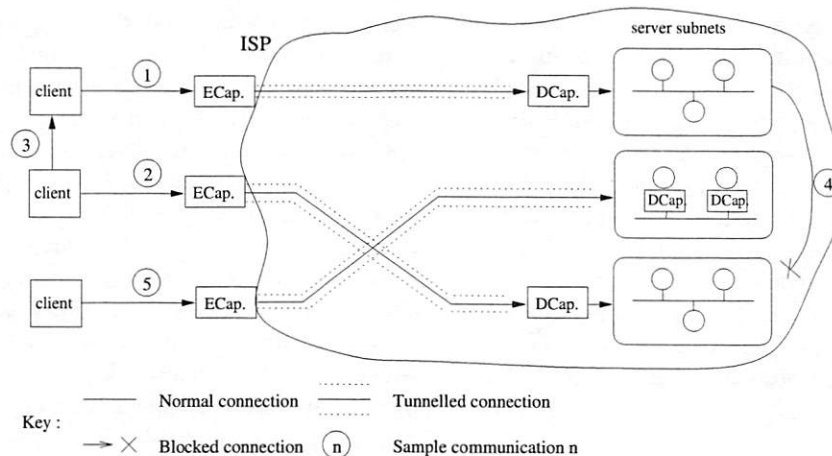 ISP
server subnets
1
client
ECap.
DCap.
3
2
4
client
ECap.
DCap.
DCap.
5
client
ECap.
DCap.
Key :
Normal connection
Tunnelled connection
Blocked connection
n
Sample communication n